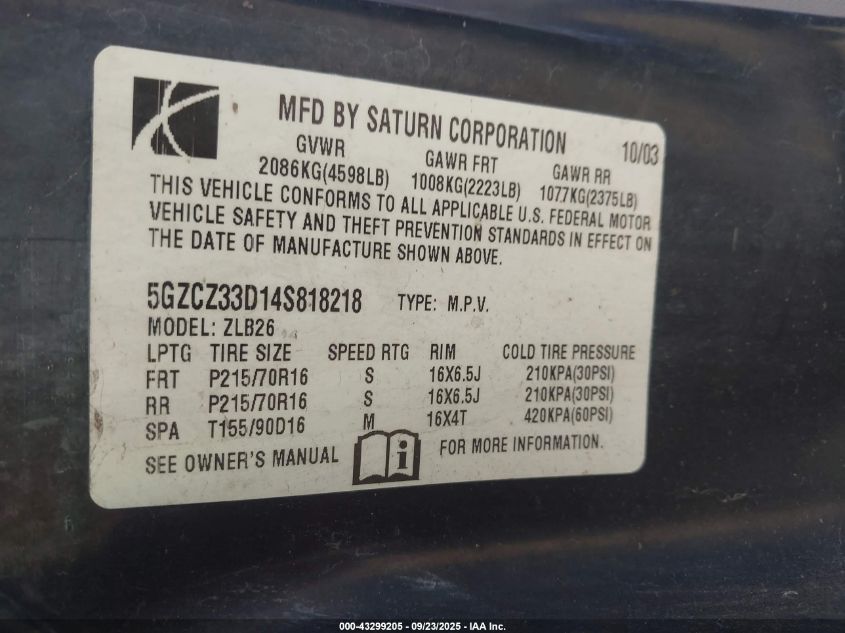 MFD BY SATURN CORPORATION 10/03
GVWR GAWR FRT GAWR RR
2086KG(4598LB) 1008KG(2223LB) 1077KG(2375LB)
THIS VEHICLE CONFORMS TO ALL APPLICABLE U.S. FEDERAL MOTOR
VEHICLE SAFETY AND THEFT PREVENTION STANDARDS IN EFFECT ON
THE DATE OF MANUFACTURE SHOWN ABOVE.
5GZCZ33D14S818218 TYPE: M.P.V.
MODEL: ZLB26
LPTG TIRE SIZE SPEED RTG RIM COLD TIRE PRESSURE
FRT P215/70R16 S 16X6.5J 210KPA(30PSI)
RR P215/70R16 S 16X6.5J 210KPA(30PSI)
SPA T155/90D16 M 16X4T 420KPA(60PSI)
SEE OWNER'S MANUAL i FOR MORE INFORMATION.
000-43299205 - 09/23/2025 - IAA Inc.